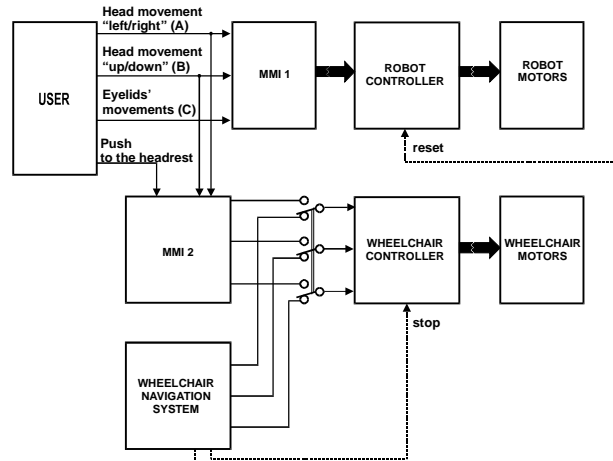 USER
Head movement
“left/right” (A)
Head movement
“up/down” (B)
Eyelids’
movements (C)
Push
to the headrest
MMI 1
ROBOT
CONTROLLER
ROBOT
MOTORS
reset
MMI 2
WHEELCHAIR
CONTROLLER
WHEELCHAIR
MOTORS
stop
WHEELCHAIR
NAVIGATION
SYSTEM